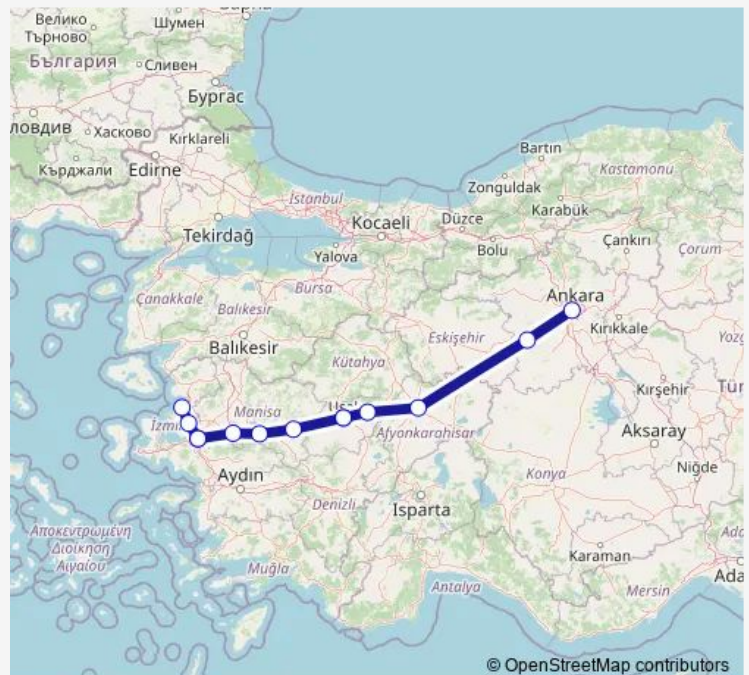 Велико
Търново
Шумен
България
Сливен
Бургас
ловдив
Хасково
Kırklareli
Кърджали
Edirne
Bartın
Kastamonu
Zonguldak
Karabük
İstanbul
Kocaeli
Düzce
Tekirdağ
Yalova
Bolu
Çankırı
Çorum
Çanakkale
Bursa
Ankara
Balıkesir
Kırıkkale
Balıkesir
Eskişehir
Kütahya
Kırşehir
Manisa
Aksaray
Afyonkarahisar
Aydın
Niğde
Konya
Denizli
Isparta
Αποκεντρωμένη
Διοίκηση
Αιγαίου
Karaman
Muğla
Antalya
Mersin
© OpenStreetMap contributors